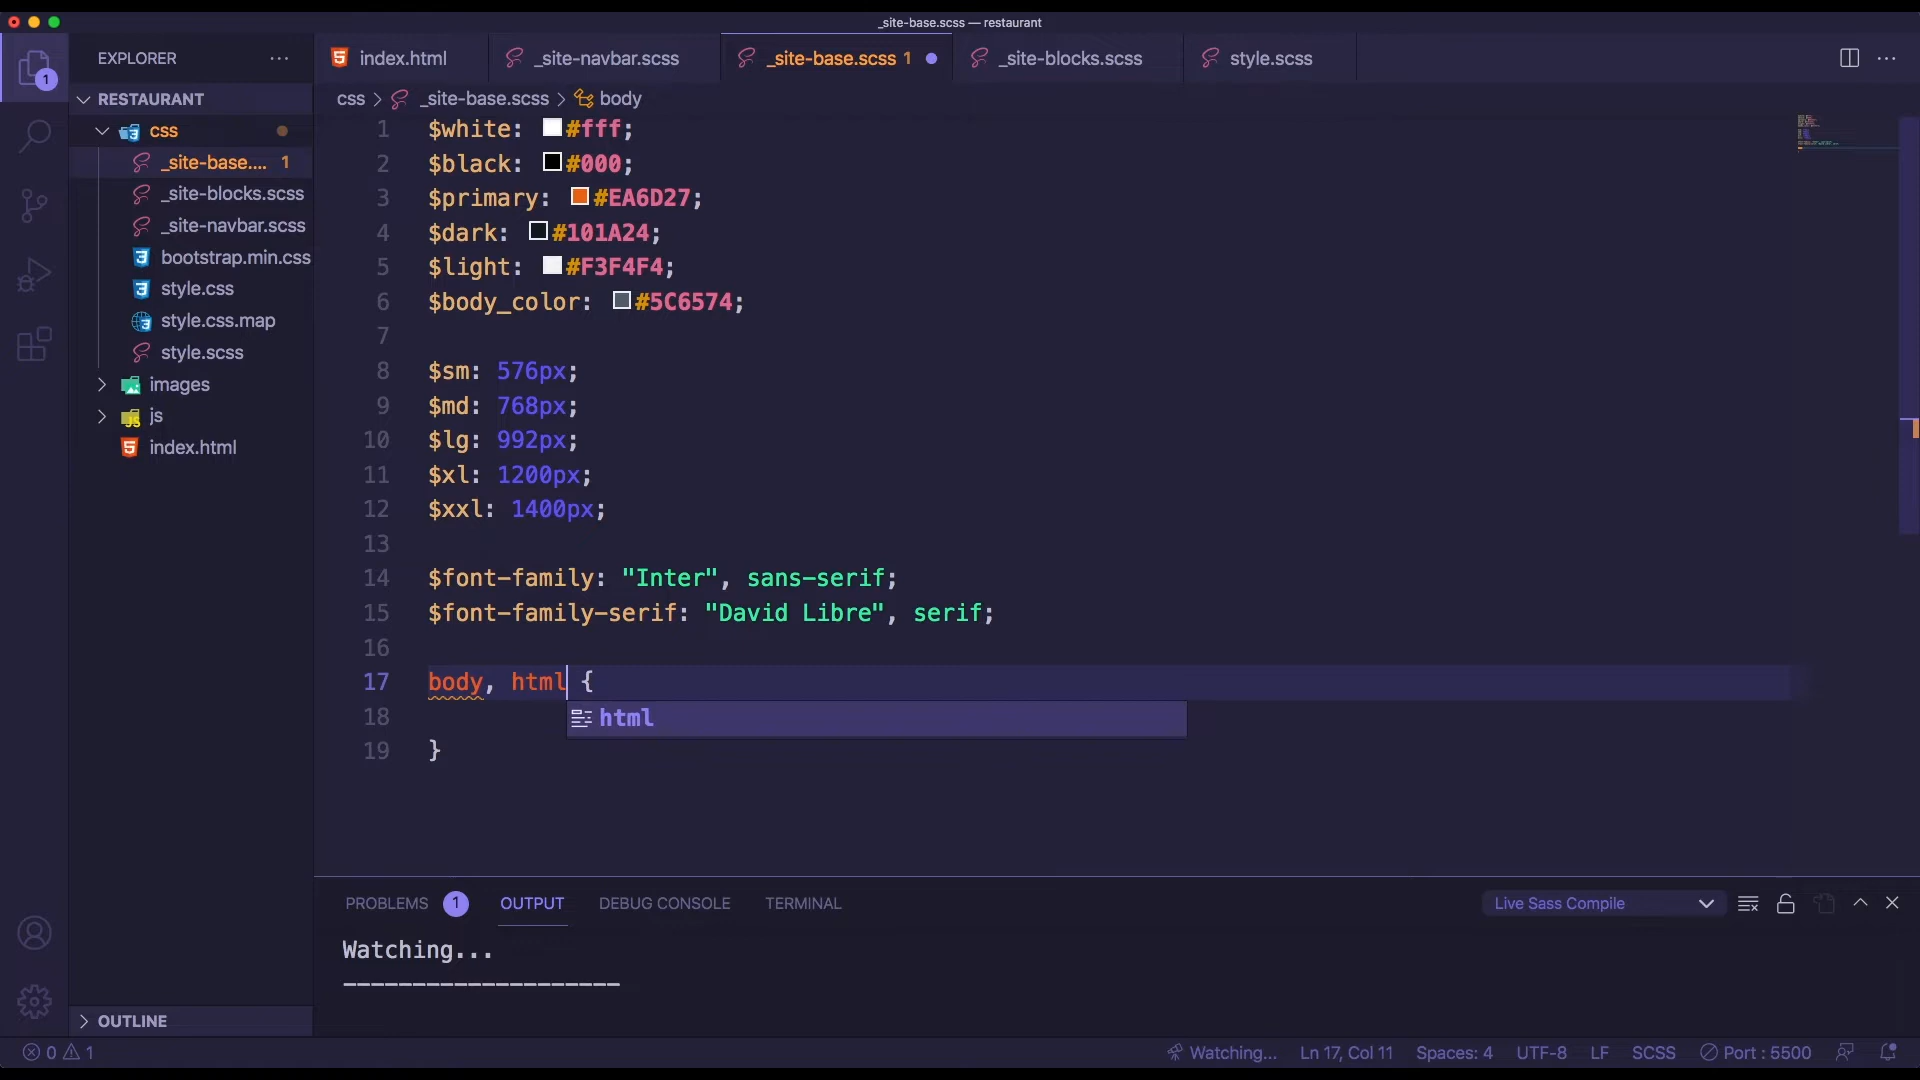 _site-base.scss — restaurant
EXPLORER
index.html
_site-navbar.scss
_site-base.scss 1
_site-blocks.scss
style.scss
1
RESTAURANT
css
_site-base.... 1
_site-blocks.scss
_site-navbar.scss
bootstrap.min.css
style.css
style.css.map
style.scss
images
js
index.html
OUTLINE
css > _site-base.scss > body
1 $white: #fff;
2 $black: #000;
3 $primary: #EA6D27;
4 $dark: #101A24;
5 $light: #F3F4F4;
6 $body_color: #5C6574;
7
8 $sm: 576px;
9 $md: 768px;
10 $lg: 992px;
11 $xl: 1200px;
12 $xxl: 1400px;
13
14 $font-family: "Inter", sans-serif;
15 $font-family-serif: "David Libre", serif;
16
17 body, html {
html
18
19 }
PROBLEMS 1 OUTPUT DEBUG CONSOLE TERMINAL
Live Sass Compile
Watching...
--------------------
0 1
Watching... Ln 17, Col 11 Spaces: 4 UTF-8 LF SCSS Port : 5500